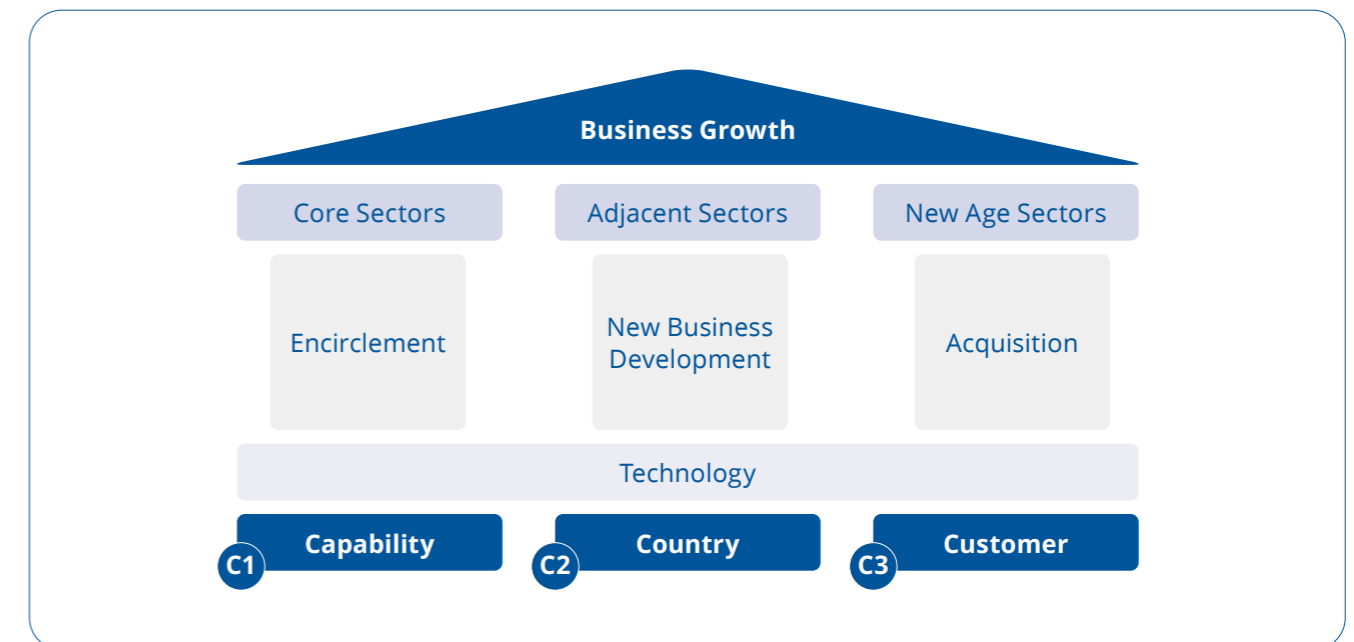 Business Growth
Core Sectors
Adjacent Sectors
New Age Sectors
Encirclement
New Business
Development
Acquisition
Technology
C1 Capability
C2 Country
C3 Customer